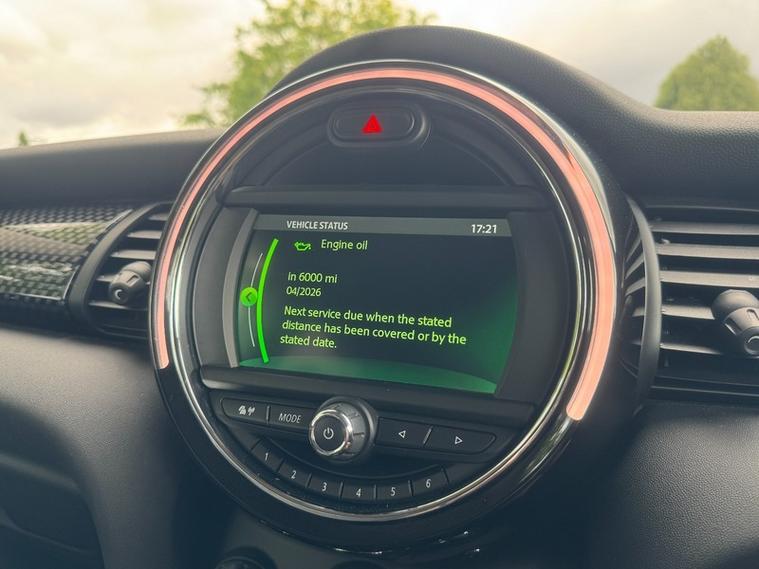 VEHICLE STATUS 17:21
Engine oil
in 6000 mi
04/2026
Next service due when the stated
distance has been covered or by the
stated date.
MODE
1 2 3 4 5 6